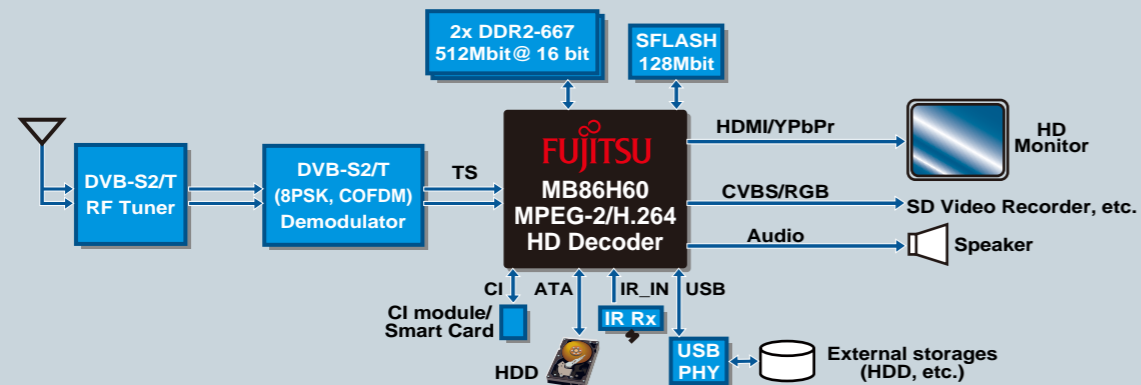 2x DDR2-667
512Mbit@ 16 bit
SFLASH
128Mbit
DVB-S2/T
RF Tuner
DVB-S2/T
(8PSK, COFDM)
Demodulator
TS
FUJITSU
MB86H60
MPEG-2/H.264
HD Decoder
HDMI/YPbPr
HD
Monitor
CVBS/RGB
SD Video Recorder, etc.
Audio
Speaker
CI
ATA
IR_IN
USB
CI module/
Smart Card
HDD
IR Rx
USB
PHY
External storages
(HDD, etc.)